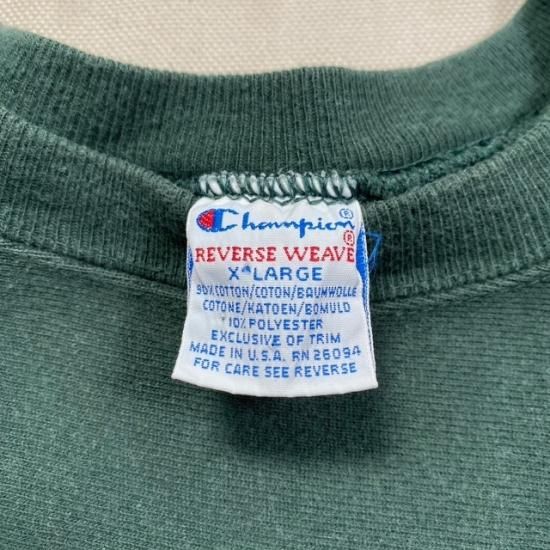 Champion®
REVERSE WEAVE®
X-LARGE
90% COTTON/COTON/BAUMWOLLE
COTONE/KATOEN/BOMULD
10% POLYESTER
EXCLUSIVE OF TRIM
MADE IN U.S.A. RN 26094
FOR CARE SEE REVERSE